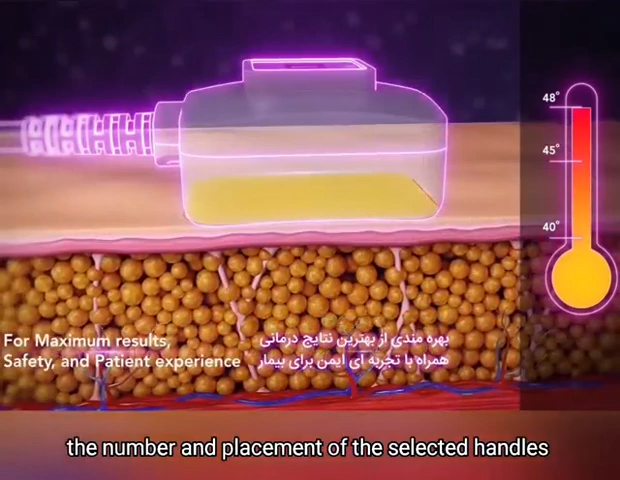 48°
45°
40°
For Maximum results,
Safety, and Patient experience
بهره مندی از بهترین نتایج درمانی
همراه با تجربه ای ایمن برای بیمار
the number and placement of the selected handles